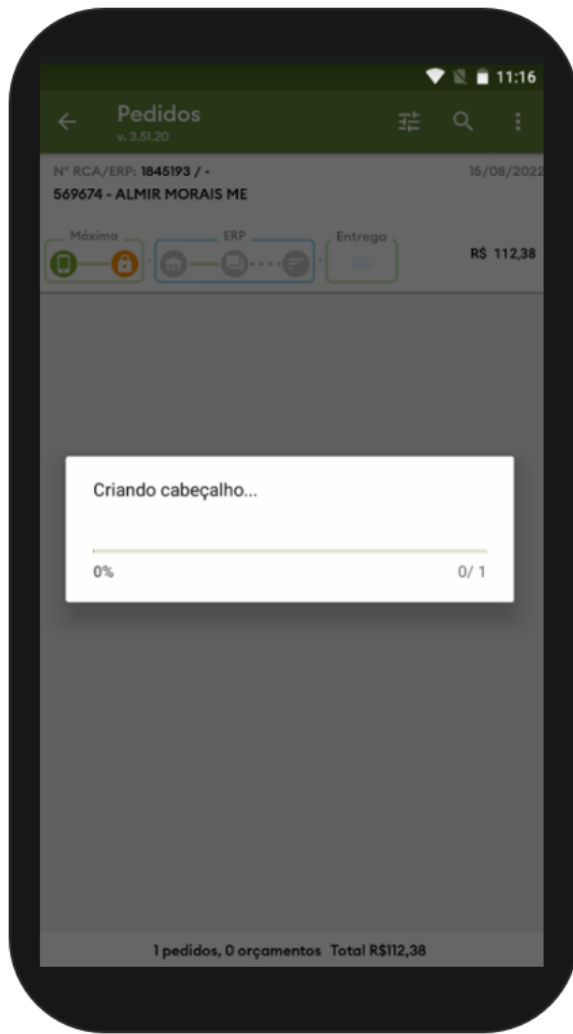 11:16
Pedidos
v. 3.51.20
N° RCA/ERP: 1845193 / - 15/08/2022
569674 - ALMIR MORAIS ME
Máxima ERP Entrega
R$ 112,38
Criando cabeçalho...
0% 0/ 1
1 pedidos, 0 orçamentos Total R$112,38